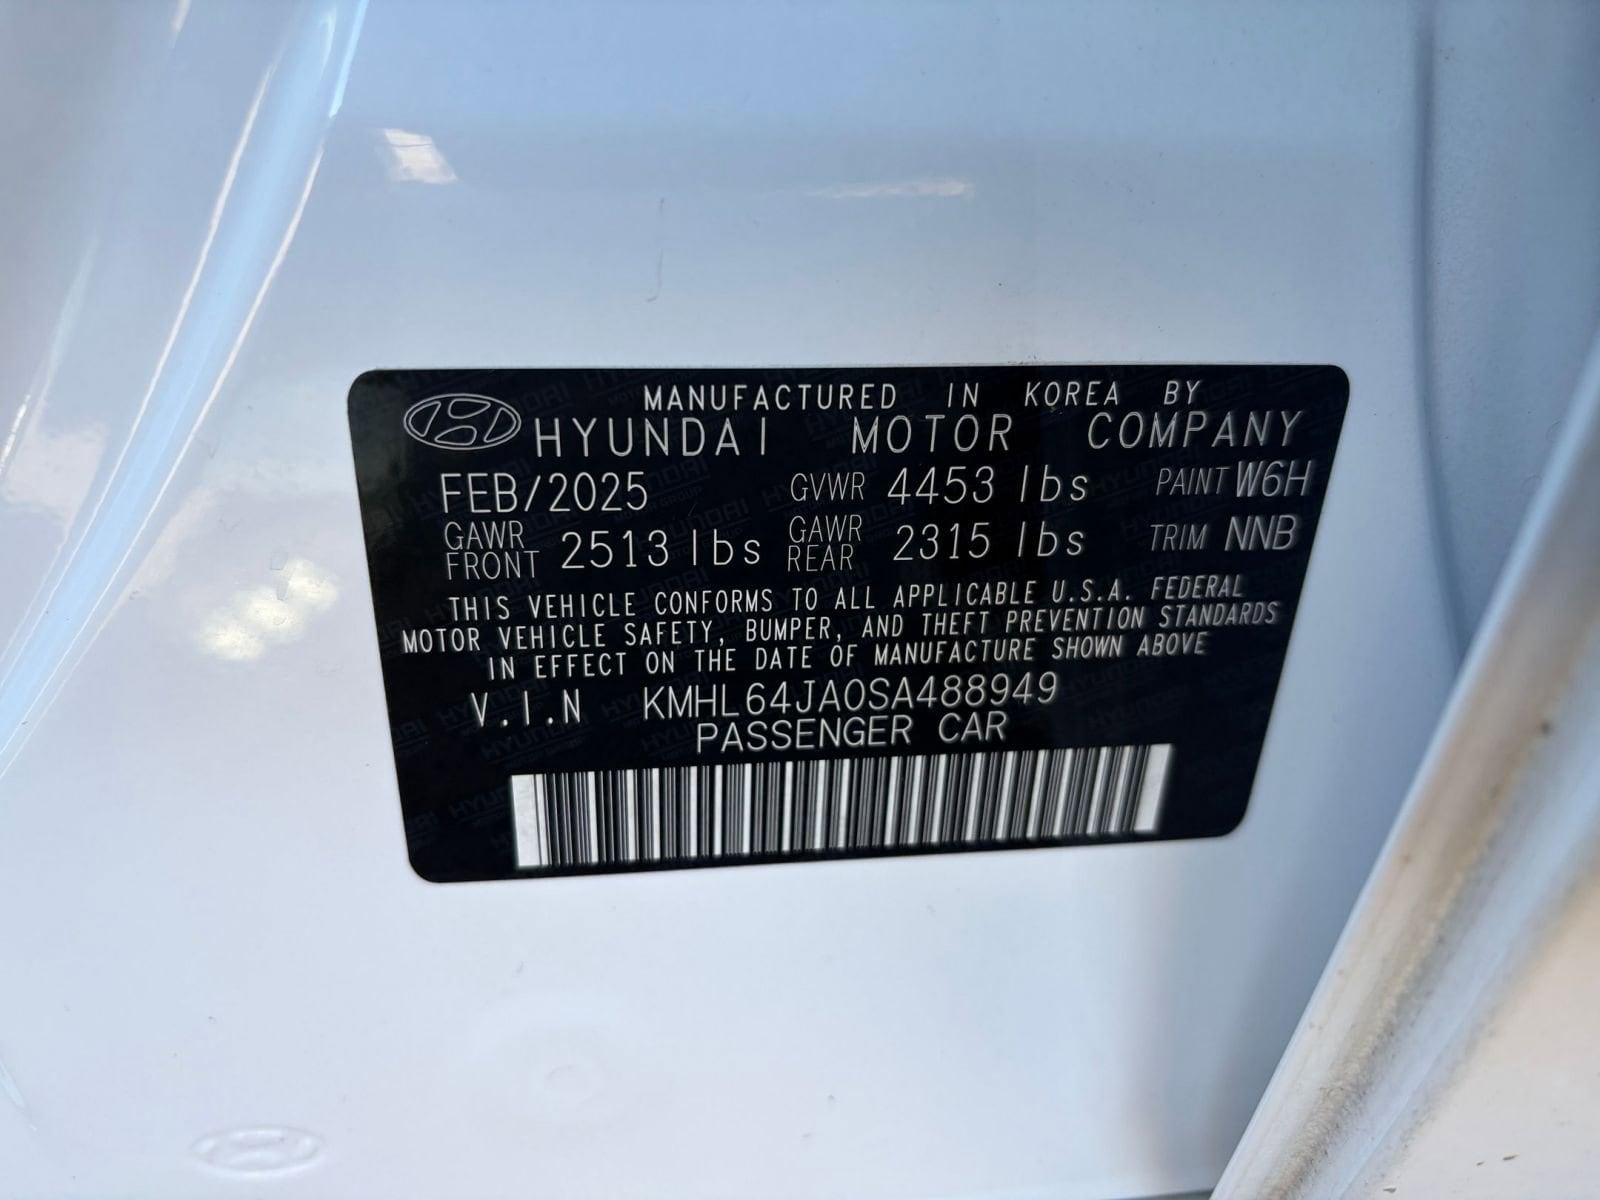 MANUFACTURED IN KOREA BY
HYUNDAI MOTOR COMPANY
FEB/2025 GVWR 4453 lbs PAINT W6H
GAWR FRONT 2513 lbs GAWR REAR 2315 lbs TRIM NNB
THIS VEHICLE CONFORMS TO ALL APPLICABLE U.S.A. FEDERAL
MOTOR VEHICLE SAFETY, BUMPER, AND THEFT PREVENTION STANDARDS
IN EFFECT ON THE DATE OF MANUFACTURE SHOWN ABOVE
V.I.N KMHL64JA0SA488949
PASSENGER CAR